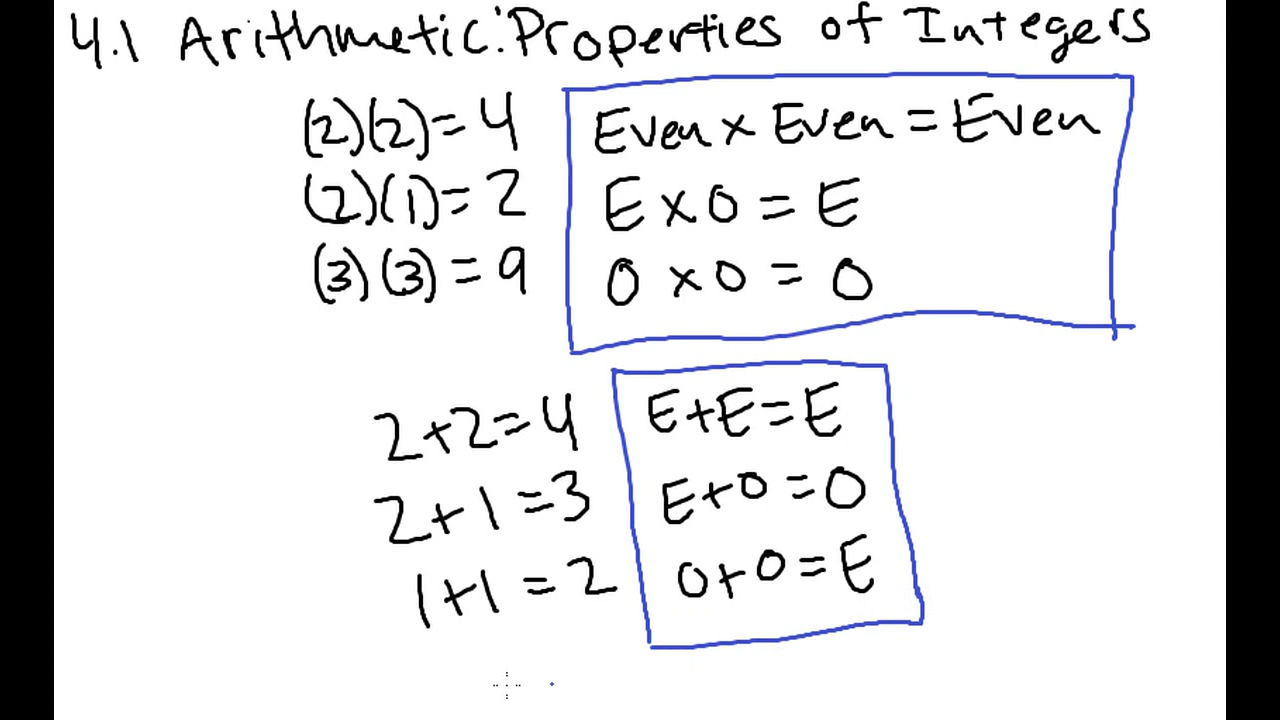 4.1 Arithmetic: Properties of Integers
(2)(2)=4 Even x Even = Even
(2)(1)=2 E x O = E
(3)(3)=9 O x O = O
2+2=4 E+E=E
2+1=3 E+O=O
1+1=2 O+O=E